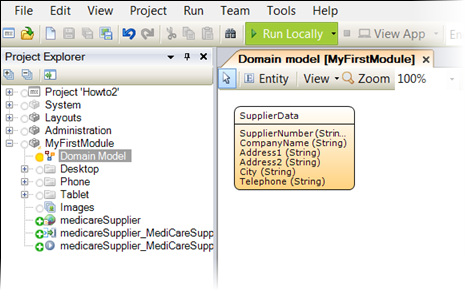 File Edit View Project Run Team Tools Help
Run Locally View App
Project Explorer
Domain model [MyFirstModule]
Entity View Zoom 100%
Project 'Howto2'
System
Layouts
Administration
MyFirstModule
Domain Model
Desktop
Phone
Tablet
Images
medicareSupplier
medicareSupplier_MediCareSupp
medicareSupplier_MediCareSupp
SupplierData
SupplierNumber (Strin...
CompanyName (String)
Address1 (String)
Address2 (String)
City (String)
Telephone (String)